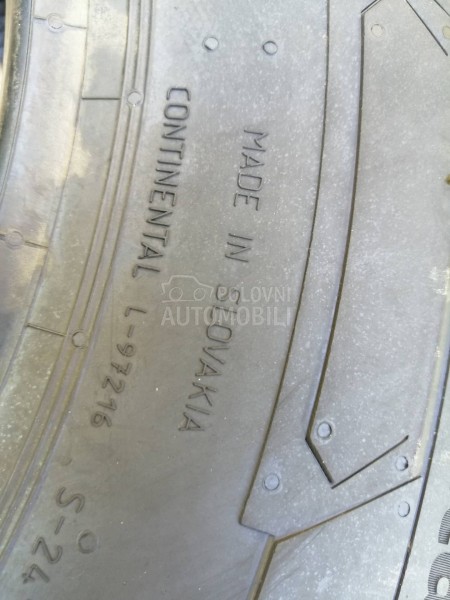 MADE IN SLOVAKIA
CONTINENTAL L-97216
S-24
POLOVNI
AUTOMOBILI